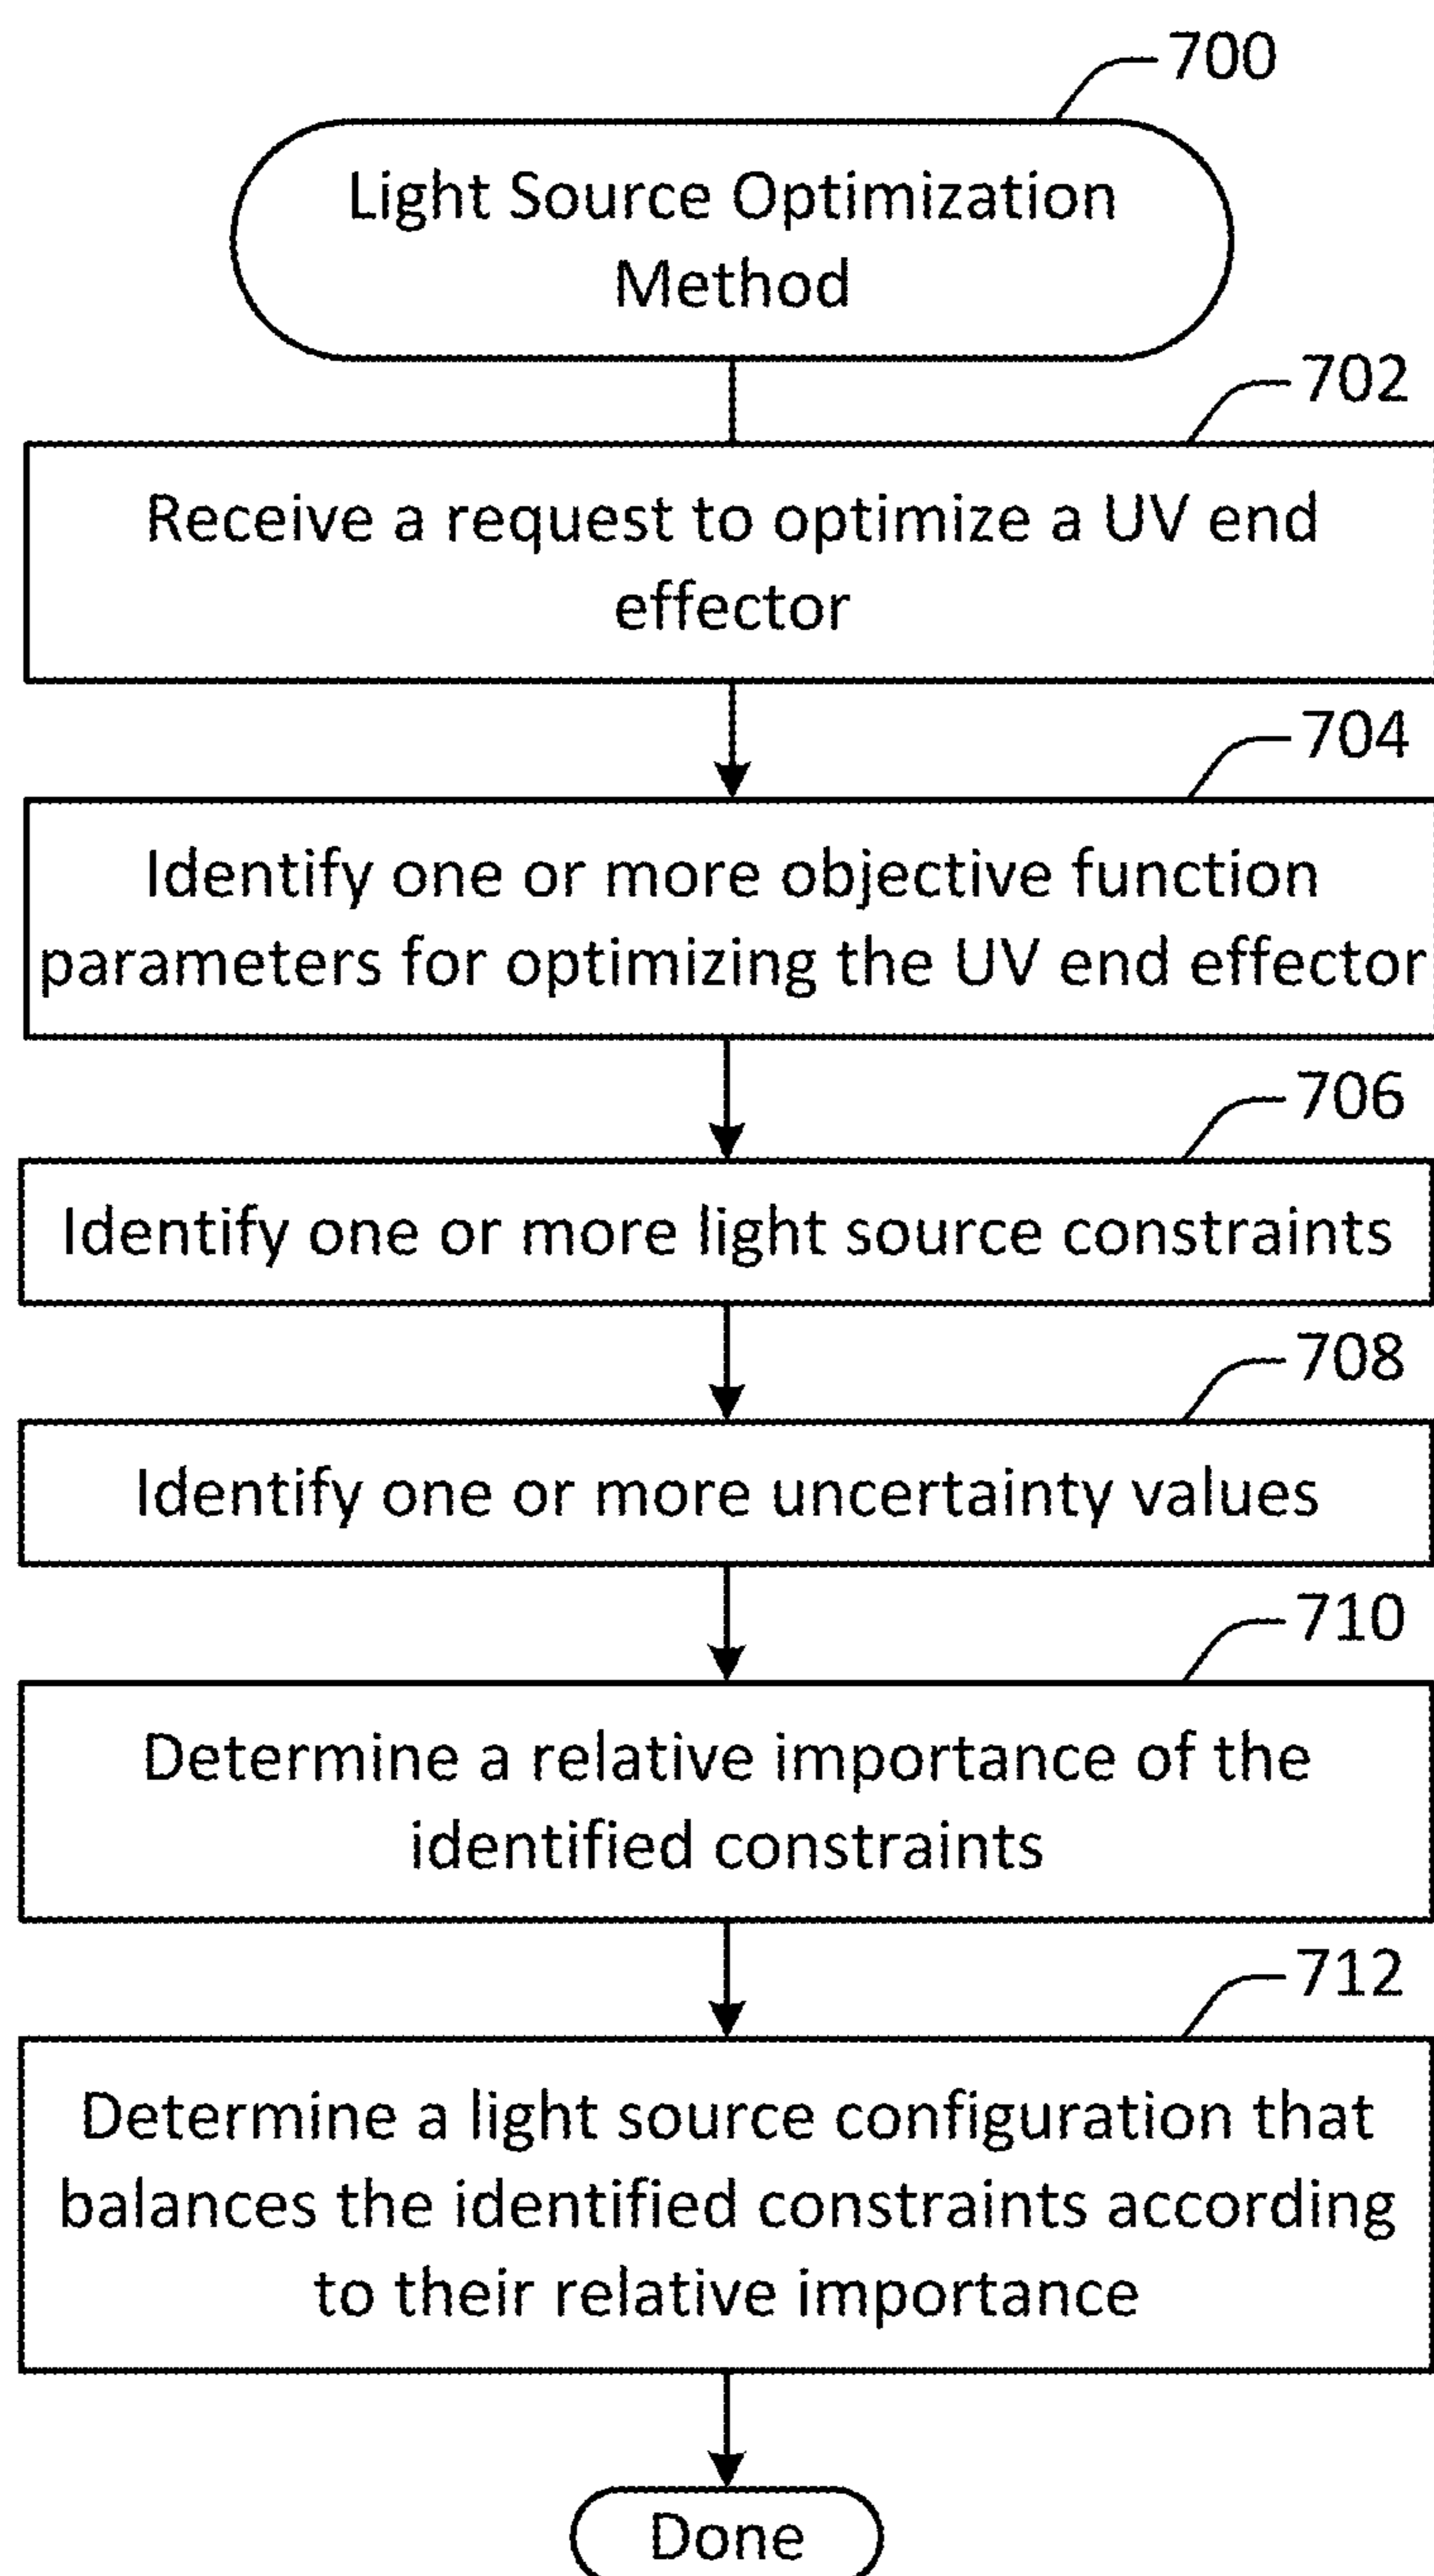 700
Light Source Optimization
Method
702
Receive a request to optimize a UV end
effector
704
Identify one or more objective function
parameters for optimizing the UV end effector
706
Identify one or more light source constraints
708
Identify one or more uncertainty values
710
Determine a relative importance of the
identified constraints
712
Determine a light source configuration that
balances the identified constraints according
to their relative importance
Done